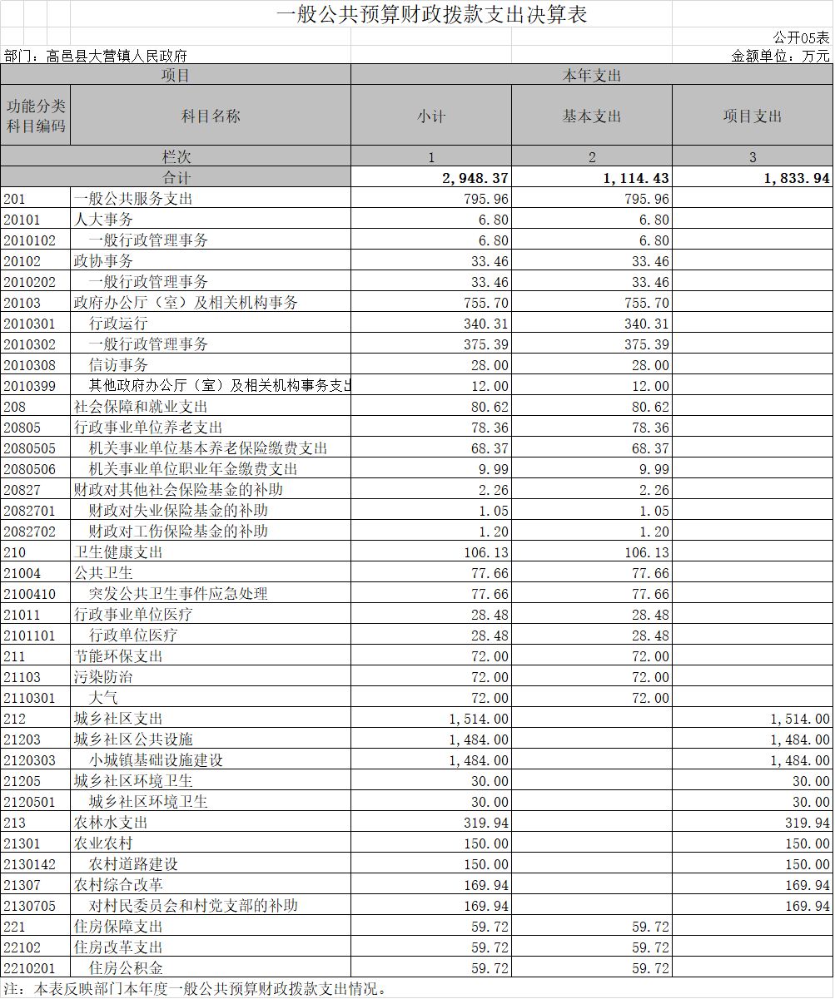 一般公共预算财政拨款支出决算表
公开05表
部门：高邑县大营镇人民政府 金额单位：万元
项目 本年支出
功能分类科目编码 科目名称 小计 基本支出 项目支出
栏次 1 2 3
合计 2,948.37 1,114.43 1,833.94
201 一般公共服务支出 795.96 795.96
20101 人大事务 6.80 6.80
2010102 一般行政管理事务 6.80 6.80
20102 政协事务 33.46 33.46
2010202 一般行政管理事务 33.46 33.46
20103 政府办公厅（室）及相关机构事务 755.70 755.70
2010301 行政运行 340.31 340.31
2010302 一般行政管理事务 375.39 375.39
2010308 信访事务 28.00 28.00
2010399 其他政府办公厅（室）及相关机构事务支出 12.00 12.00
208 社会保障和就业支出 80.62 80.62
20805 行政事业单位养老支出 78.36 78.36
2080505 机关事业单位基本养老保险缴费支出 68.37 68.37
2080506 机关事业单位职业年金缴费支出 9.99 9.99
20827 财政对其他社会保险基金的补助 2.26 2.26
2082701 财政对失业保险基金的补助 1.05 1.05
2082702 财政对工伤保险基金的补助 1.20 1.20
210 卫生健康支出 106.13 106.13
21004 公共卫生 77.66 77.66
2100410 突发公共卫生事件应急处理 77.66 77.66
21011 行政事业单位医疗 28.48 28.48
2101101 行政单位医疗 28.48 28.48
211 节能环保支出 72.00 72.00
21103 污染防治 72.00 72.00
2110301 大气 72.00 72.00
212 城乡社区支出 1,514.00 1,514.00
21203 城乡社区公共设施 1,484.00 1,484.00
2120303 小城镇基础设施建设 1,484.00 1,484.00
21205 城乡社区环境卫生 30.00 30.00
2120501 城乡社区环境卫生 30.00 30.00
213 农林水支出 319.94 319.94
21301 农业农村 150.00 150.00
2130142 农村道路建设 150.00 150.00
21307 农村综合改革 169.94 169.94
2130705 对村民委员会和村党支部的补助 169.94 169.94
221 住房保障支出 59.72 59.72
22102 住房改革支出 59.72 59.72
2210201 住房公积金 59.72 59.72
注：本表反映部门本年度一般公共预算财政拨款支出情况。